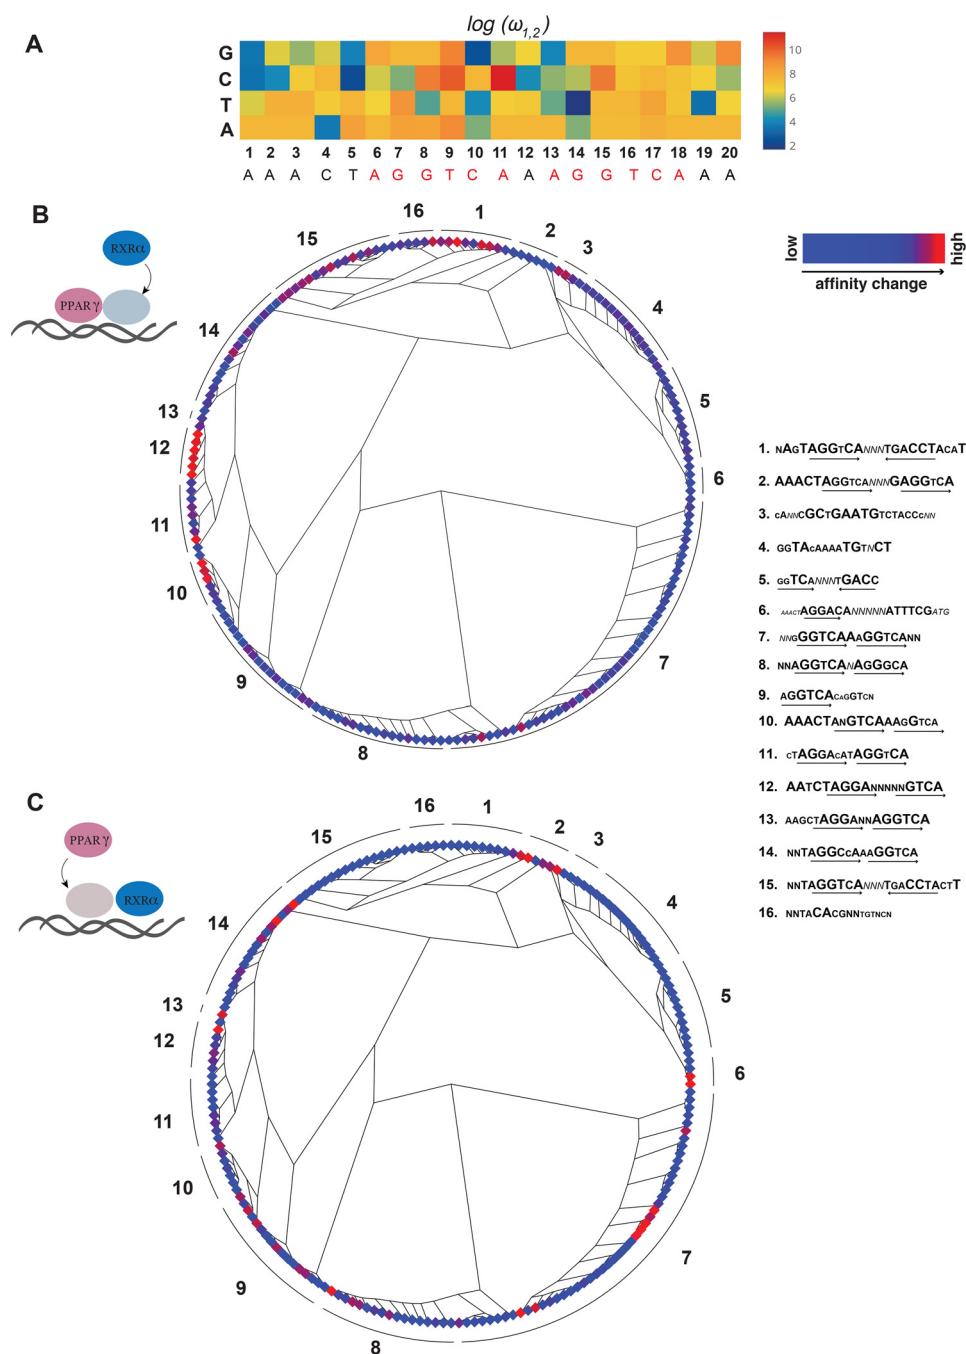 A
log (ω1,2)
G
C
T
A
10
8
6
4
2
1 2 3 4 5 6 7 8 9 10 11 12 13 14 15 16 17 18 19 20
A A A C T A G G T C A A A G G T C A A A
B
RXRα
PPAR γ
16 1 2 3 4 5 6 7 8 9 10 11 12 13 14 15
low
high
affinity change
1. NAGTAGGTCANNNTGACCTACAT
2. AAACTAGGTCANNNGAGGTCA
3. CANNCGCTGAATGTCTACCCNN
4. GGTACAAAATGTNCT
5. GGTCANNNTGACC
6. AAACTAGGACANNNNNATTTCGATG
7. NNGGGTCAAAGGTCANN
8. NNAGGTCANAGGGCA
9. AGGTCACAGGTCN
10. AAACTANGTCAAAGGTCA
11. CTAGGACATAGGTCA
12. AATCTAGGANNNNNGTCA
13. AAGCTAGGANNAGGTCA
14. NNTAGGCCAAAGGTCA
15. NNTAGGTCANNNTGACCTACTT
16. NNTACACGNNTGTNCN
C
PPAR γ
RXRα
16 1 2 3 4 5 6 7 8 9 10 11 12 13 14 15